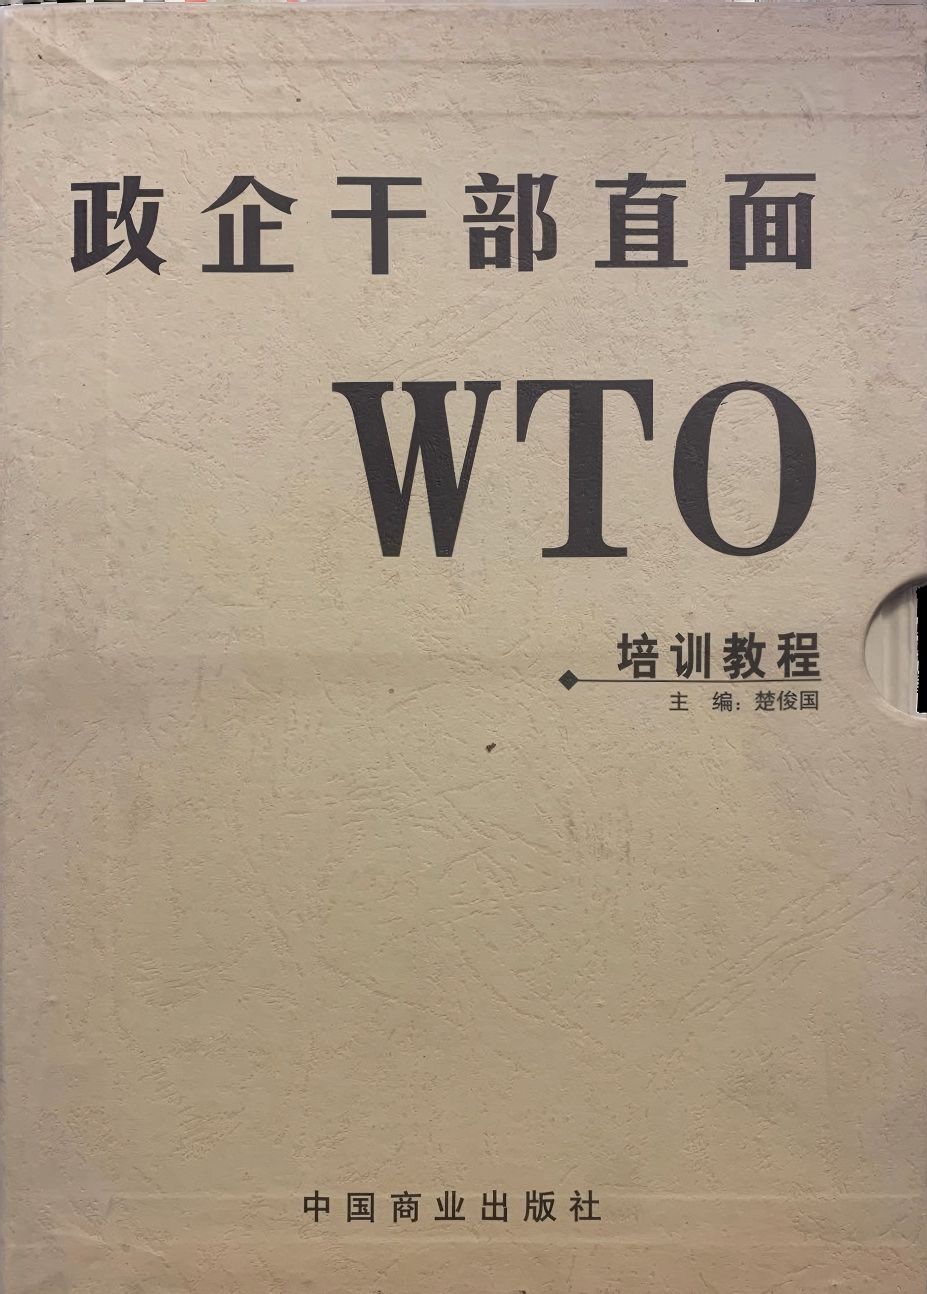 政企干部直面
WTO
培训教程
主 编：楚俊国
中国商业出版社